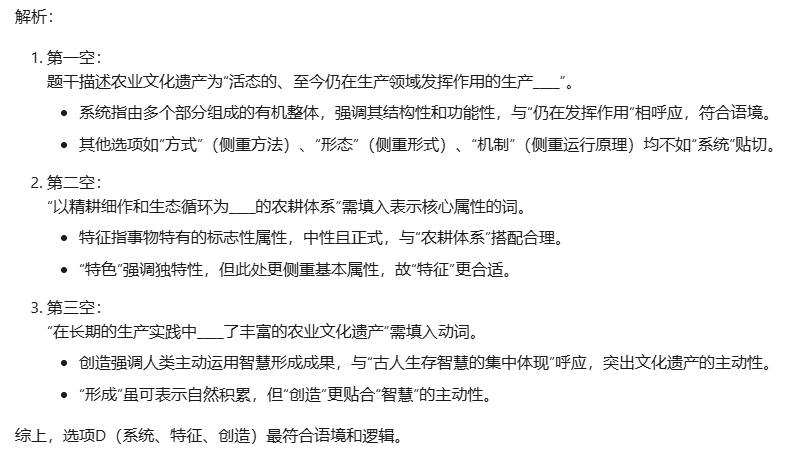 解析：
1. 第一空：
题干描述农业文化遗产为“活态的、至今仍在生产领域发挥作用的生产____”。
• 系统指由多个部分组成的有机整体，强调其结构性和功能性，与“仍在发挥作用”相呼应，符合语境。
• 其他选项如“方式”（侧重方法）、“形态”（侧重形式）、“机制”（侧重运行原理）均不如“系统”贴切。
2. 第二空：
“以精耕细作和生态循环为____的农耕体系”需填入表示核心属性的词。
• 特征指事物特有的标志性属性，中性且正式，与“农耕体系”搭配合理。
• “特色”强调独特性，但此处更侧重基本属性，故“特征”更合适。
3. 第三空：
“在长期的生产实践中____了丰富的农业文化遗产”需填入动词。
• 创造强调人类主动运用智慧形成成果，与“古人生存智慧的集中体现”呼应，突出文化遗产的主动性。
• “形成”虽可表示自然积累，但“创造”更贴合“智慧”的主动性。
综上，选项D（系统、特征、创造）最符合语境和逻辑。